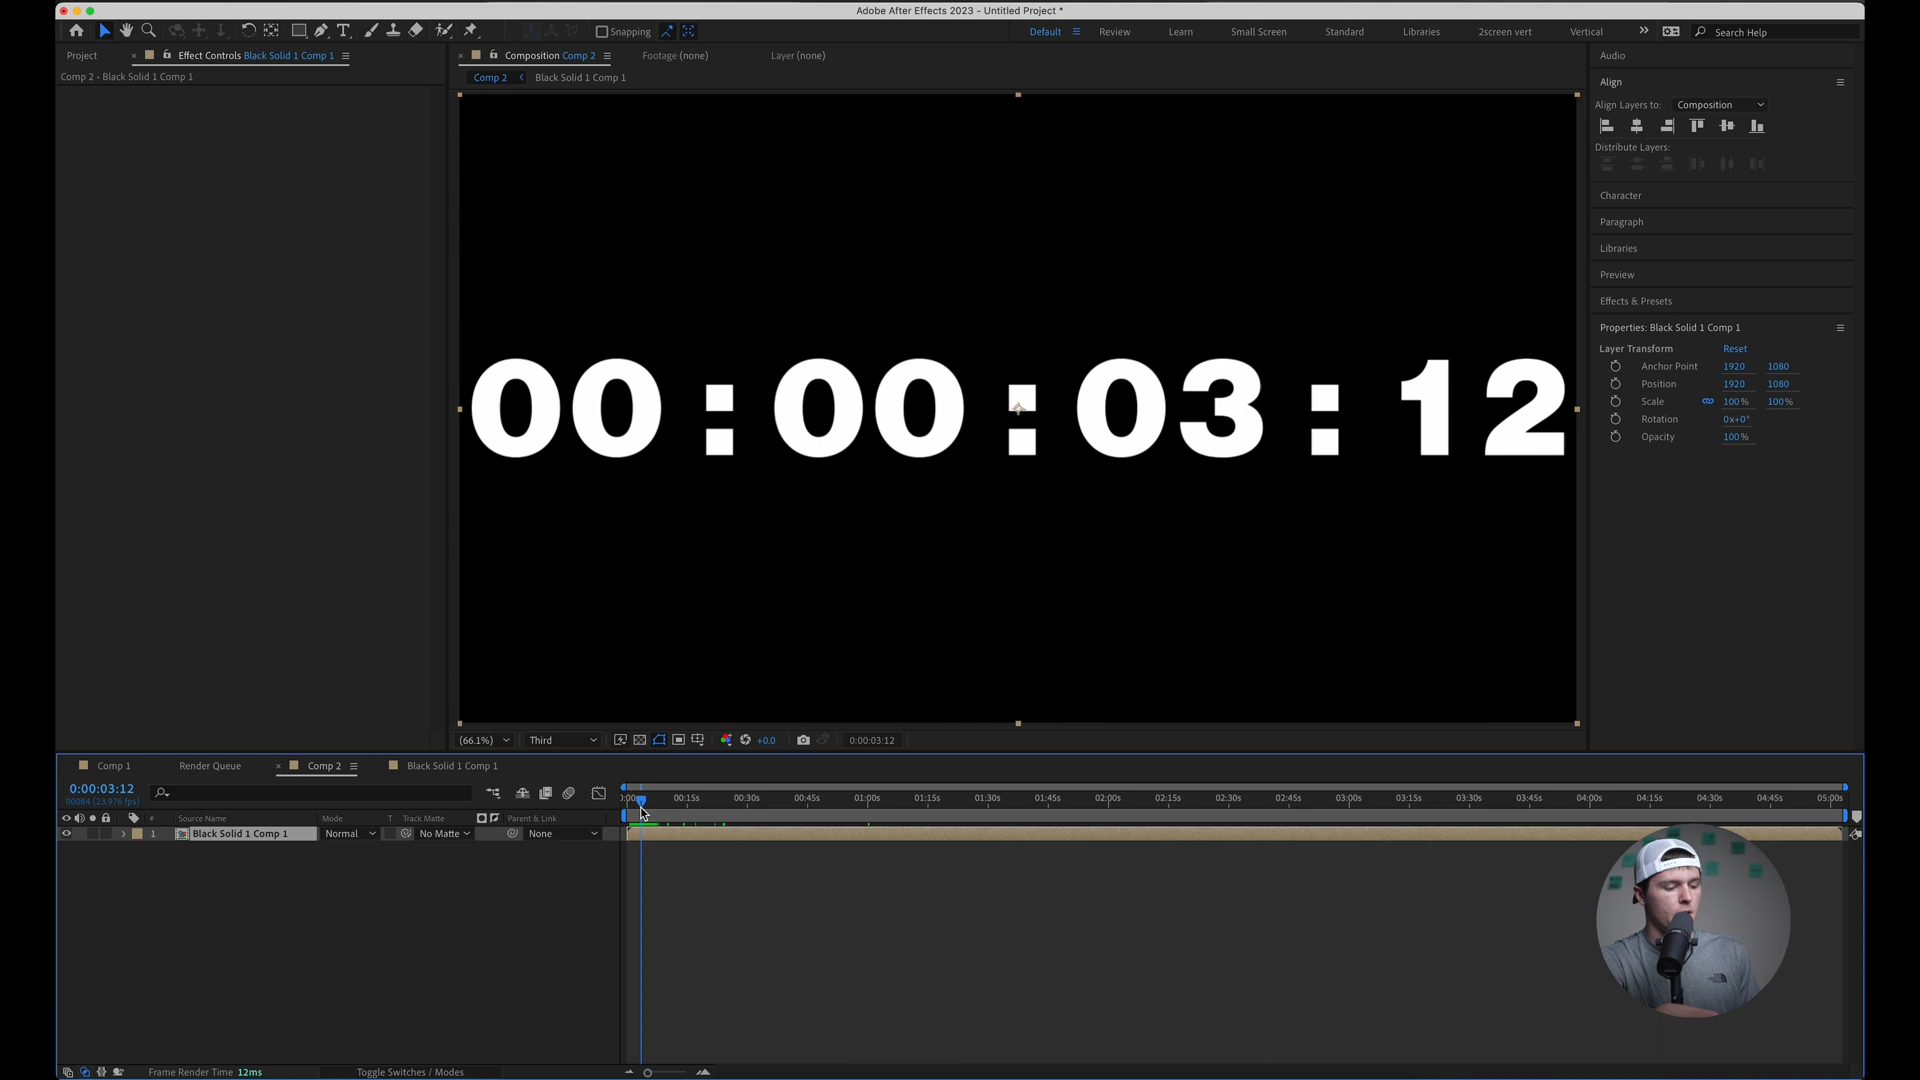 Adobe After Effects 2023 - Untitled Project *
Snapping
Default
Review
Learn
Small Screen
Standard
Libraries
2screen vert
Vertical
Search Help
Project
Effect Controls Black Solid 1 Comp 1
Composition Comp 2
Footage (none)
Layer (none)
Comp 2 • Black Solid 1 Comp 1
Comp 2
Black Solid 1 Comp 1
00:00:03:12
Audio
Align
Align Layers to: Composition
Distribute Layers:
Character
Paragraph
Libraries
Preview
Effects & Presets
Properties: Black Solid 1 Comp 1
Layer Transform Reset
Anchor Point 1920 1080
Position 1920 1080
Scale 100% 100%
Rotation 0x+0°
Opacity 100%
(66.1%) Third +0.0 0:00:03:12
Comp 1
Render Queue
Comp 2
Black Solid 1 Comp 1
0:00:03:12
00084 (23.976 fps)
00:15s 00:30s 00:45s 01:00s 01:15s 01:30s 01:45s 02:00s 02:15s 02:30s 02:45s 03:00s 03:15s 03:30s 03:45s 04:00s 04:15s 04:30s 04:45s 05:00s
# Source Name Mode T Track Matte Parent & Link
1 Black Solid 1 Comp 1 Normal No Matte None
Frame Render Time 12ms
Toggle Switches / Modes